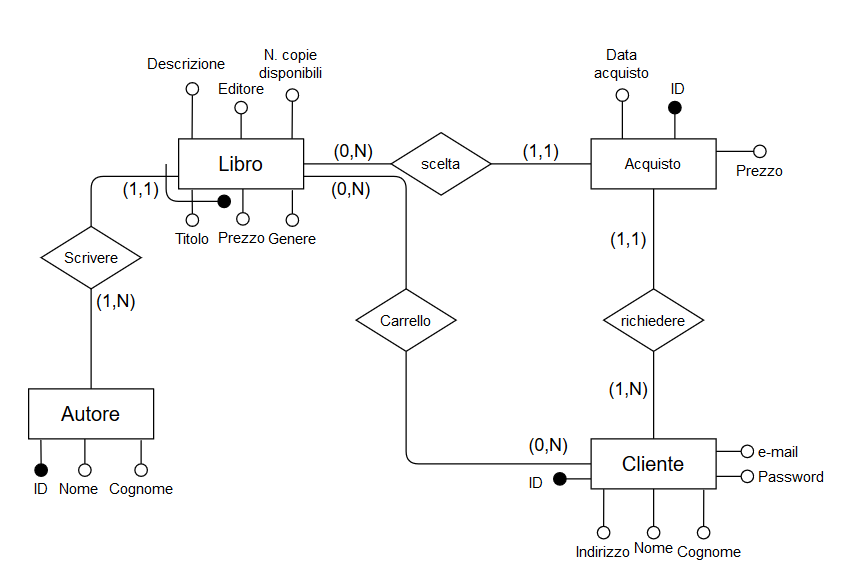 Descrizione
Editore
N. copie
disponibili
Data
acquisto
ID
Libro
(0,N)
scelta
(1,1)
Acquisto
Prezzo
(1,1)
(0,N)
Titolo
Prezzo
Genere
Scrivere
(1,1)
(1,N)
Carrello
richiedere
Autore
(1,N)
(0,N)
Cliente
e-mail
Password
ID
ID
Nome
Cognome
Indirizzo
Nome
Cognome